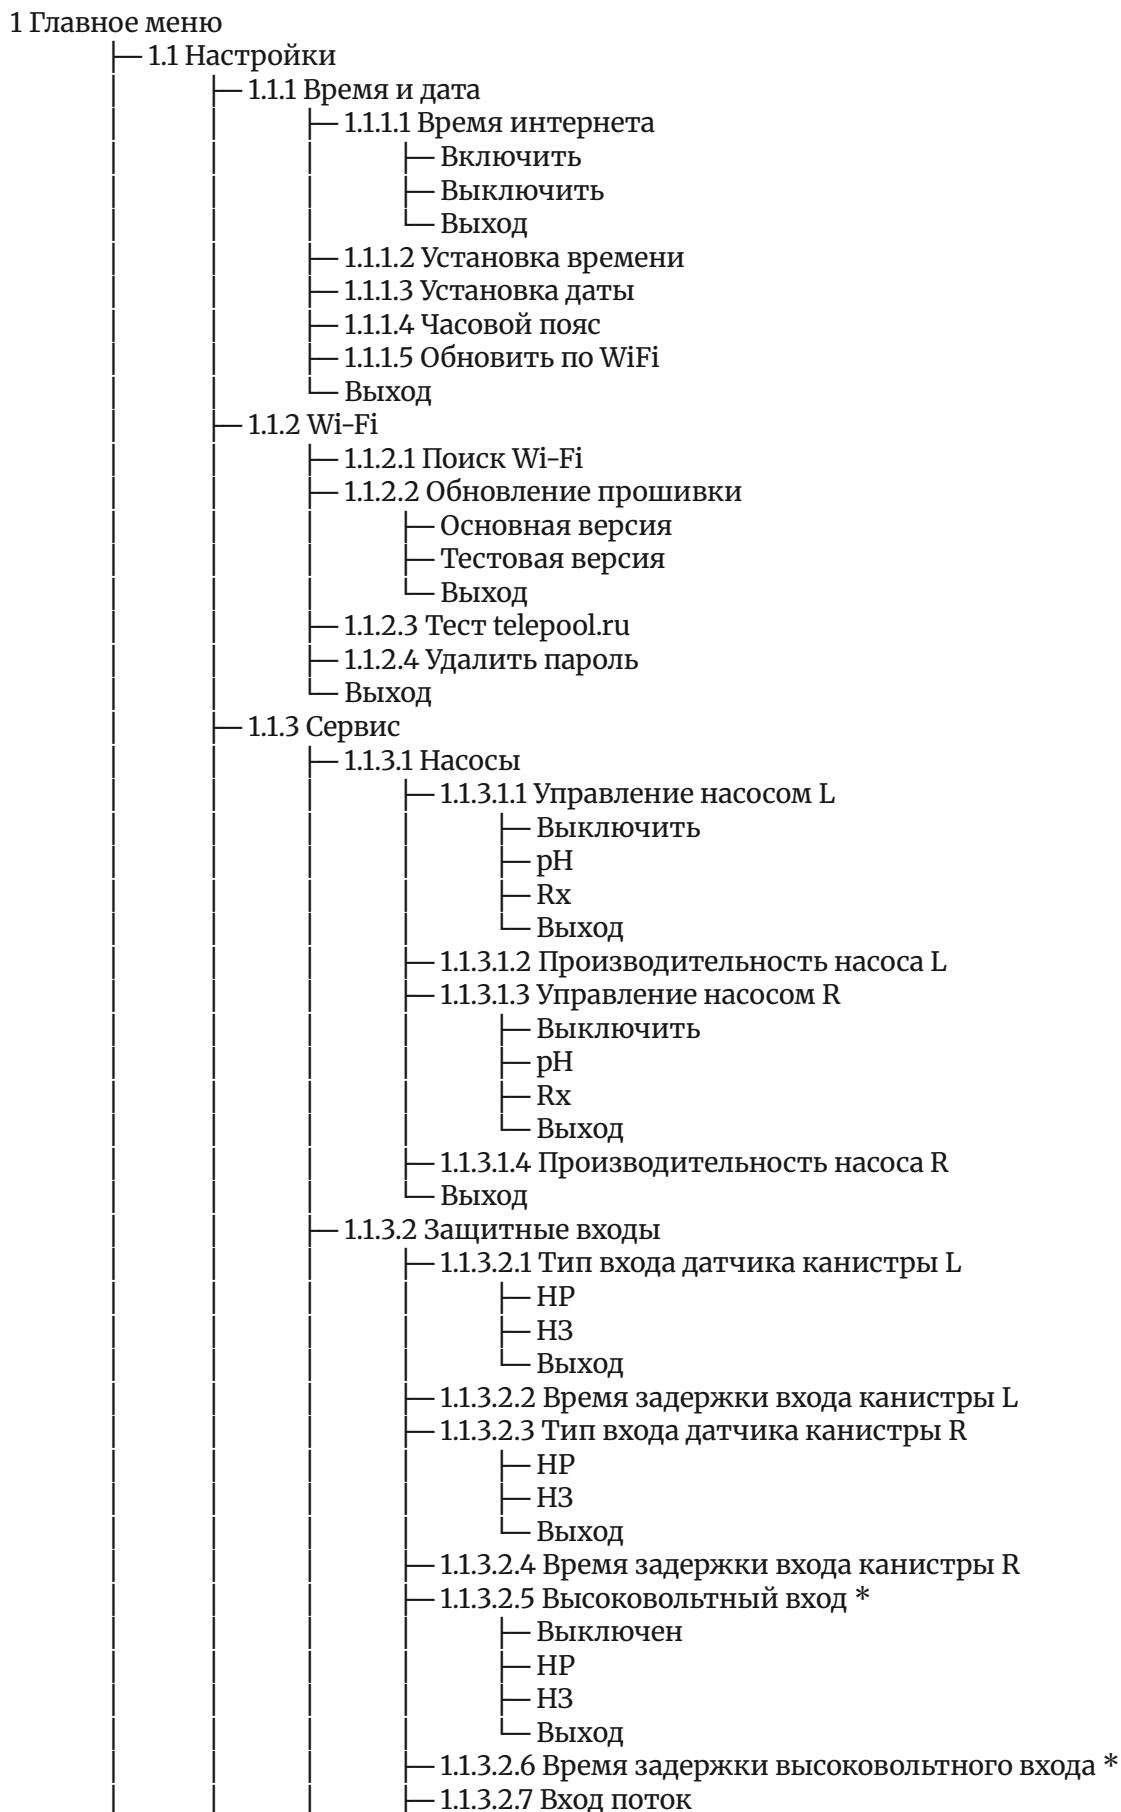 1 Главное меню
1.1 Настройки
1.1.1 Время и дата
1.1.1.1 Время интернета
Включить
Выключить
Выход
1.1.1.2 Установка времени
1.1.1.3 Установка даты
1.1.1.4 Часовой пояс
1.1.1.5 Обновить по WiFi
Выход
1.1.2 Wi-Fi
1.1.2.1 Поиск Wi-Fi
1.1.2.2 Обновление прошивки
Основная версия
Тестовая версия
Выход
1.1.2.3 Тест telepool.ru
1.1.2.4 Удалить пароль
Выход
1.1.3 Сервис
1.1.3.1 Насосы
1.1.3.1.1 Управление насосом L
Выключить
pH
Rx
Выход
1.1.3.1.2 Производительность насоса L
1.1.3.1.3 Управление насосом R
Выключить
pH
Rx
Выход
1.1.3.1.4 Производительность насоса R
Выход
1.1.3.2 Защитные входы
1.1.3.2.1 Тип входа датчика канистры L
НР
НЗ
Выход
1.1.3.2.2 Время задержки входа канистры L
1.1.3.2.3 Тип входа датчика канистры R
НР
НЗ
Выход
1.1.3.2.4 Время задержки входа канистры R
1.1.3.2.5 Высоковольтный вход *
Выключен
НР
НЗ
Выход
1.1.3.2.6 Время задержки высоковольтного входа *
1.1.3.2.7 Вход поток